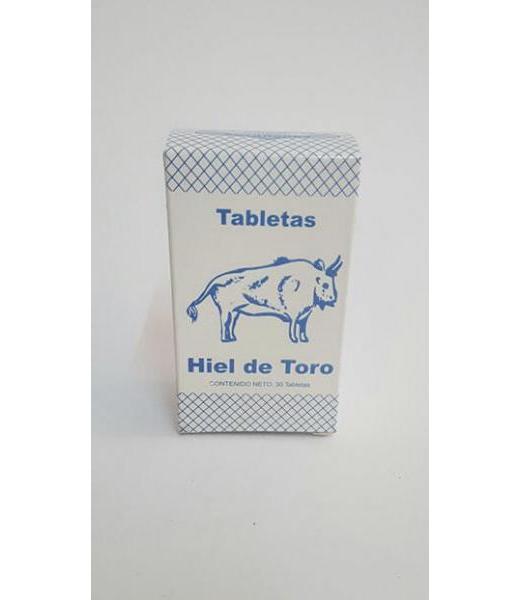 Tabletas
Hiel de Toro
CONTENIDO NETO: 30 Tabletas